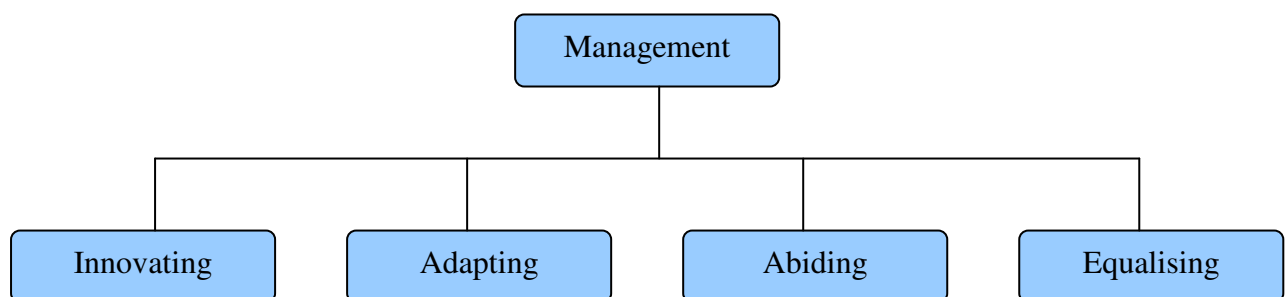 Management
Innovating
Adapting
Abiding
Equalising